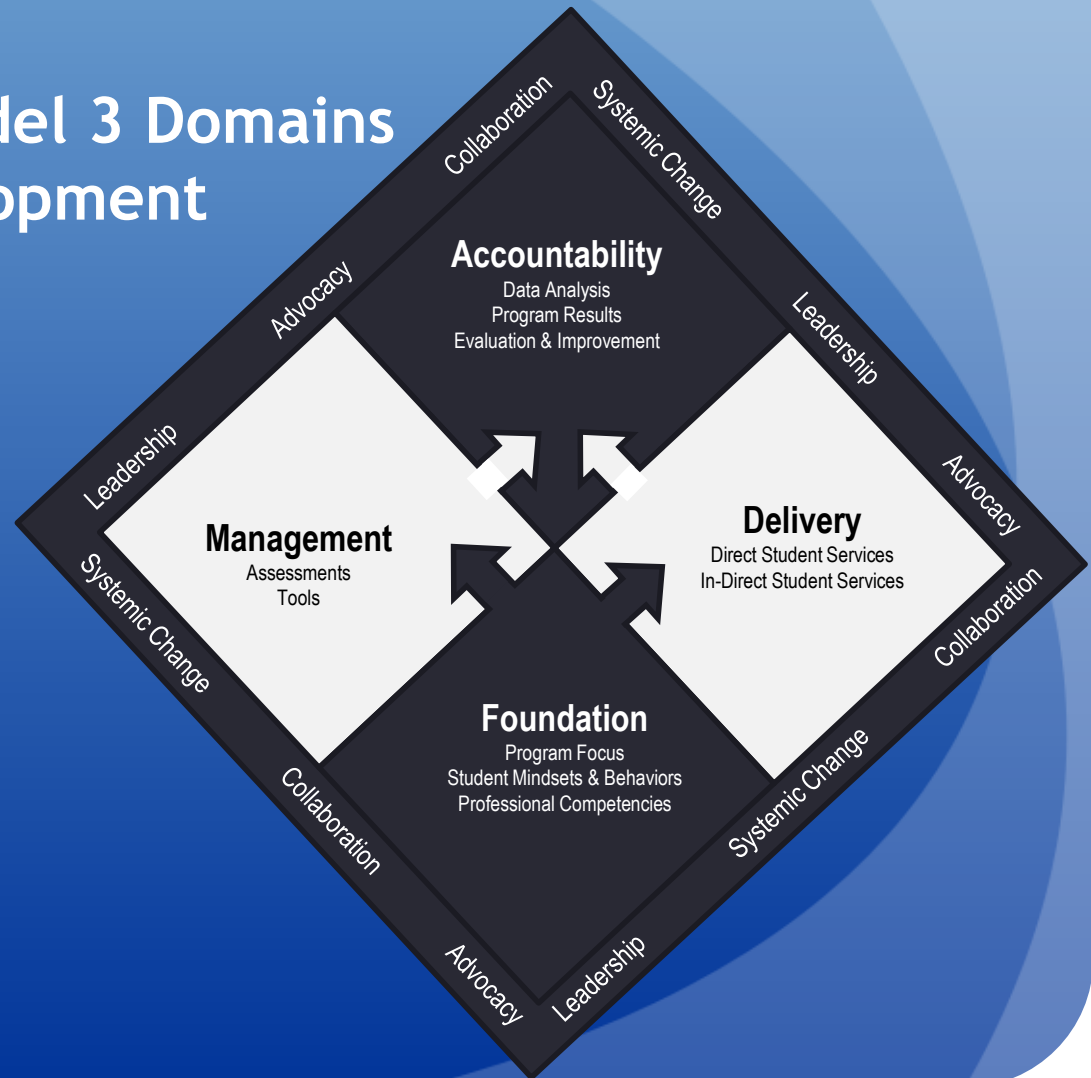 del 3 Domains
opment
Collaboration
Systemic Change
Accountability
Data Analysis
Program Results
Evaluation & Improvement
Advocacy
Leadership
Leadership
Advocacy
Management
Assessments
Tools
Delivery
Direct Student Services
In-Direct Student Services
Systemic Change
Collaboration
Foundation
Program Focus
Student Mindsets & Behaviors
Professional Competencies
Collaboration
Systemic Change
Advocacy
Leadership